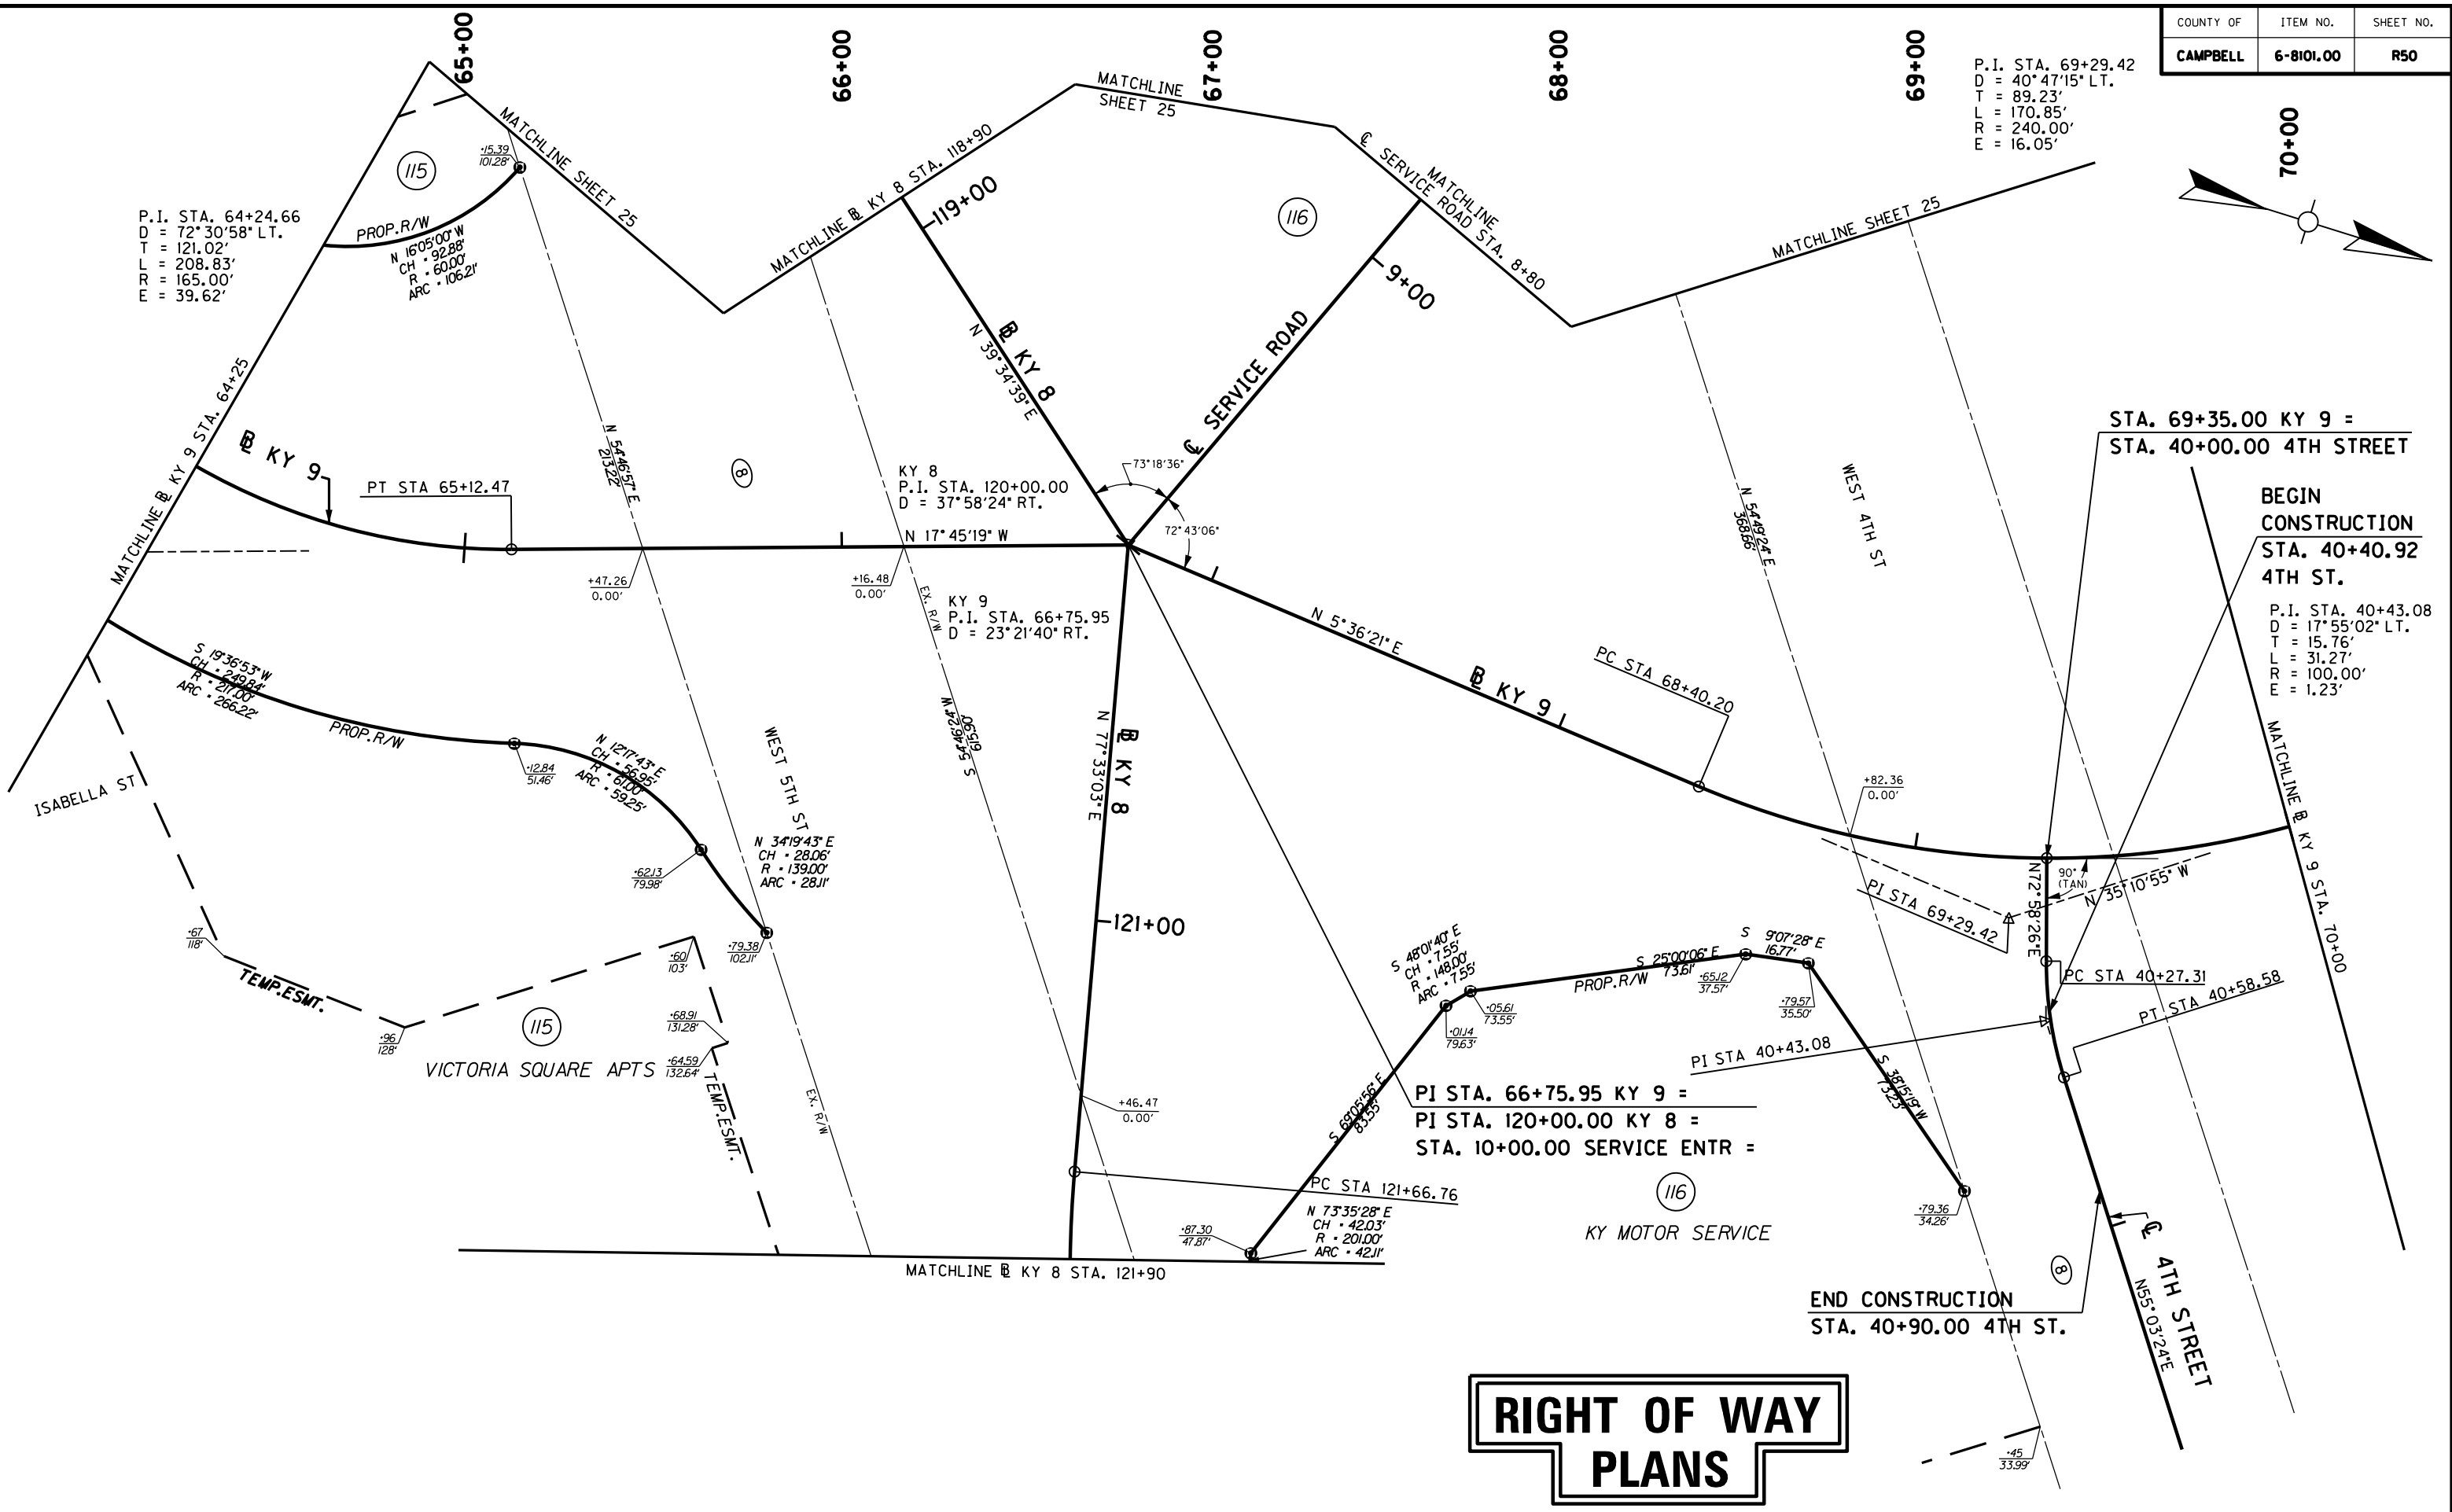 COUNTY OF
ITEM NO.
SHEET NO.
CAMPBELL
6-8101.00
R50
65+00
66+00
67+00
68+00
69+00
70+00
P.I. STA. 69+29.42
D = 40°47'15" LT.
T = 89.23'
L = 170.85'
R = 240.00'
E = 16.05'
MATCHLINE SHEET 25
MATCHLINE ℄ KY 8 STA. 118+90
MATCHLINE
SHEET 25
℄ SERVICE ROAD
MATCHLINE
SERVICE ROAD STA. 8+80
MATCHLINE SHEET 25
+15.39
101.28'
115
PROP.R/W
N 16°05'00" W
CH = 92.88'
R = 60.00'
ARC = 106.21'
P.I. STA. 64+24.66
D = 72°30'58" LT.
T = 121.02'
L = 208.83'
R = 165.00'
E = 39.62'
119+00
116
9+00
MATCHLINE ℄ KY 9 STA. 64+25
℄ KY 9
PT STA 65+12.47
N 54°46'57" E
213.22'
8
℄ KY 8
N 39°34'39" E
℄ SERVICE ROAD
KY 8
P.I. STA. 120+00.00
D = 37°58'24" RT.
73°18'36"
72°43'06"
N 17°45'19" W
+47.26
0.00'
+16.48
0.00'
EX. R/W
KY 9
P.I. STA. 66+75.95
D = 23°21'40" RT.
N 54°49'24" E
368.66'
WEST 4TH ST
STA. 69+35.00 KY 9 =
STA. 40+00.00 4TH STREET
BEGIN
CONSTRUCTION
STA. 40+40.92
4TH ST.
P.I. STA. 40+43.08
D = 17°55'02" LT.
T = 15.76'
L = 31.27'
R = 100.00'
E = 1.23'
N 5°36'21" E
℄ KY 9
PC STA 68+40.20
S 19°36'53" W
CH = 249.84'
R = 217.00'
ARC = 266.22'
PROP.R/W
ISABELLA ST
+12.84
51.46'
N 12°17'43" E
CH = 56.95'
R = 61.00'
ARC = 59.25'
WEST 5TH ST
S 54°46'24" W
615.90'
N 77°33'03" E
℄ KY 8
+82.36
0.00'
MATCHLINE ℄ KY 9 STA. 70+00
N 34°19'43" E
CH = 28.06'
R = 139.00'
ARC = 28.11'
+62.13
79.98'
+79.38
102.11'
90°
(TAN)
N72°58'26"E
N 35°10'55" W
PI STA 69+29.42
+67
118'
TEMP.ESMT.
+60
103'
+96
128'
115
VICTORIA SQUARE APTS
+68.91
131.28'
+64.59
132.64'
TEMP.ESMT.
EX. R/W
121+00
+46.47
0.00'
S 48°01'40" E
CH = 7.55'
R = 148.00'
ARC = 7.55'
S 25°00'06" E
73.61'
PROP.R/W
S 9°07'28" E
16.77'
+65.12
37.57'
+05.61
73.55'
+01.14
79.63'
+79.57
35.50'
PC STA 40+27.31
PT STA 40+58.58
PI STA 40+43.08
S 69°05'56" E
83.55'
S 38°15'19" W
73.23'
PI STA. 66+75.95 KY 9 =
PI STA. 120+00.00 KY 8 =
STA. 10+00.00 SERVICE ENTR =
PC STA 121+66.76
116
KY MOTOR SERVICE
N 73°35'28" E
CH = 42.03'
R = 201.00'
ARC = 42.11'
+87.30
47.87'
+79.36
34.26'
MATCHLINE ℄ KY 8 STA. 121+90
8
END CONSTRUCTION
STA. 40+90.00 4TH ST.
℄ 4TH STREET
N55°03'24"E
+45
33.99'
RIGHT OF WAY
PLANS